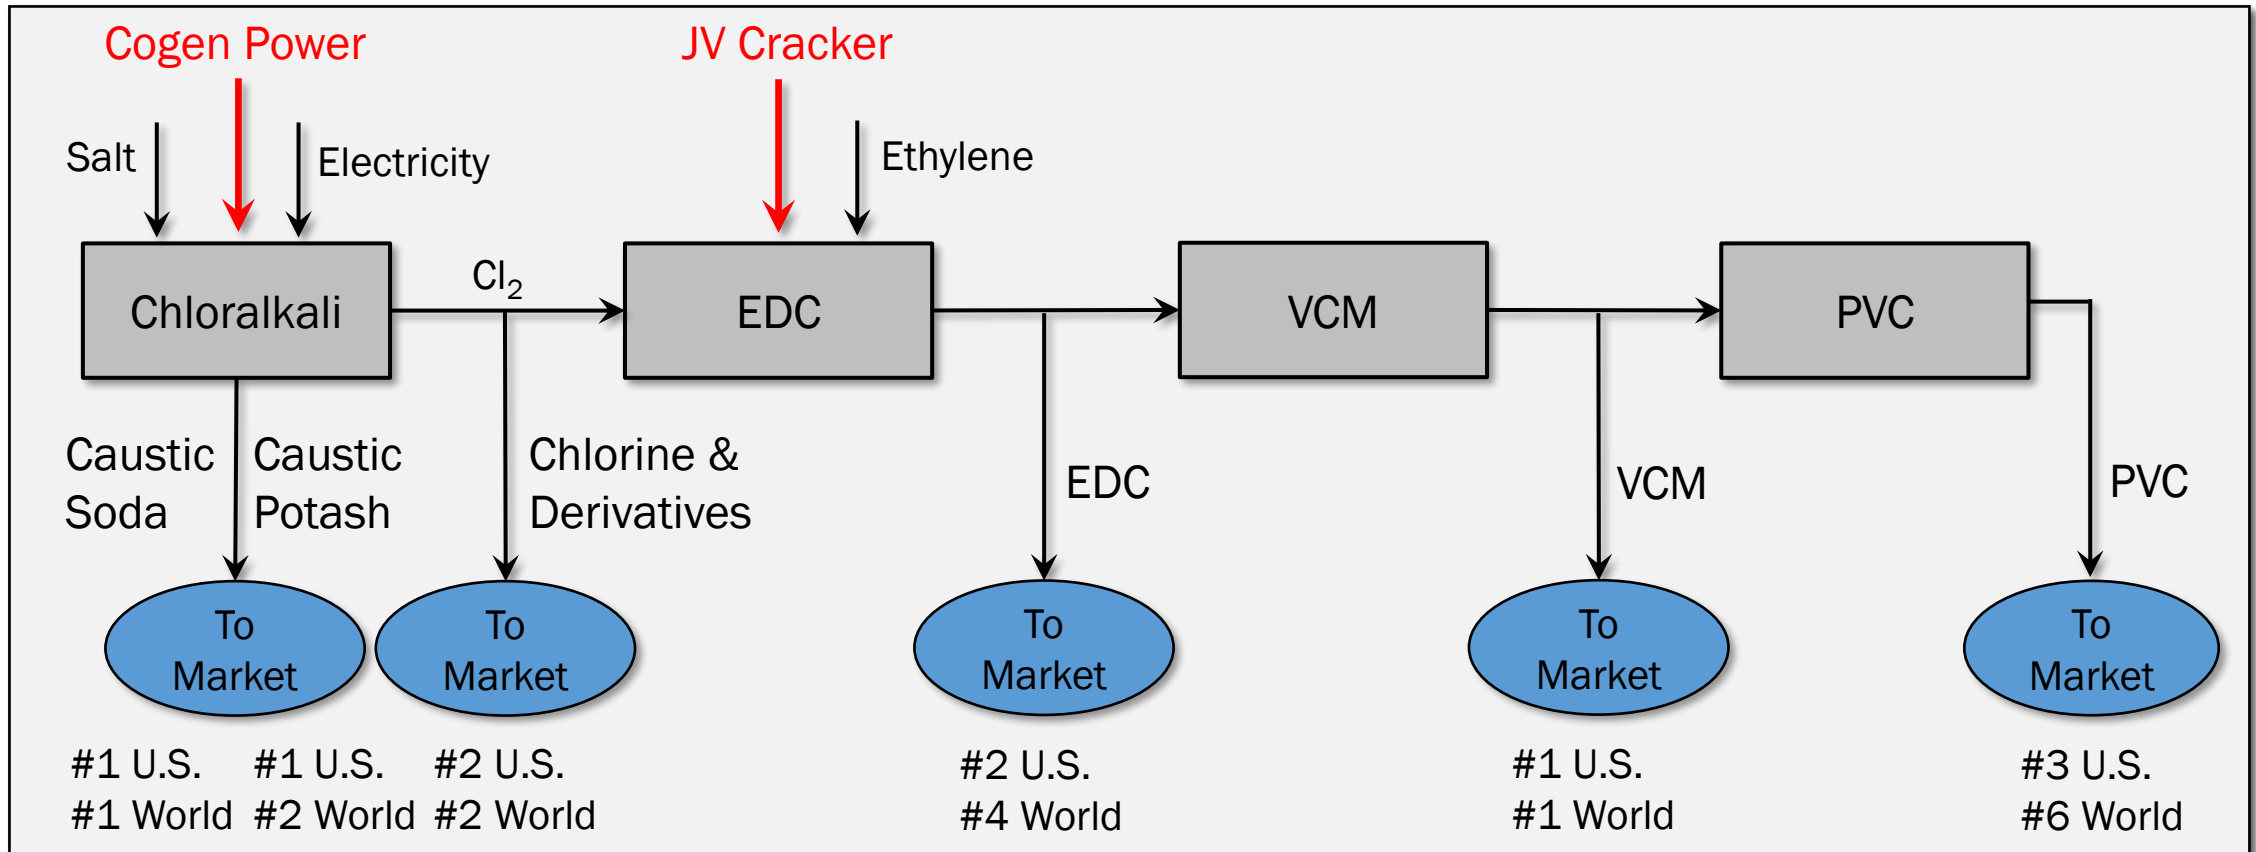 Cogen Power
JV Cracker
Salt
Electricity
Ethylene
Chloralkali
Cl₂
EDC
VCM
PVC
Caustic
Soda
Caustic
Potash
Chlorine &
Derivatives
EDC
VCM
PVC
To
Market
To
Market
To
Market
To
Market
To
Market
#1 U.S.
#1 World
#1 U.S.
#2 World
#2 U.S.
#2 World
#2 U.S.
#4 World
#1 U.S.
#1 World
#3 U.S.
#6 World